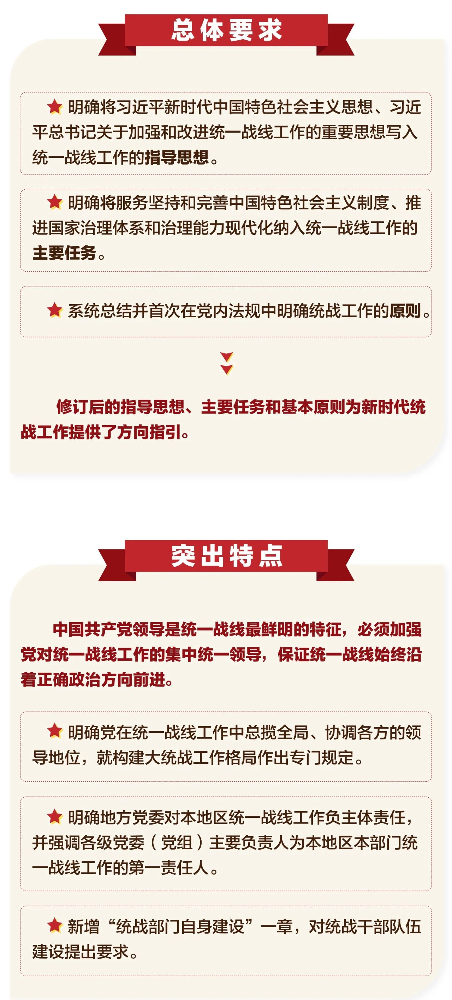 总体要求
明确将习近平新时代中国特色社会主义思想、习近
平总书记关于加强和改进统一战线工作的重要思想写入
统一战线工作的指导思想。
明确将服务坚持和完善中国特色社会主义制度、推
进国家治理体系和治理能力现代化纳入统一战线工作的
主要任务。
系统总结并首次在党内法规中明确统战工作的原则。
修订后的指导思想、主要任务和基本原则为新时代统
战工作提供了方向指引。
突出特点
中国共产党领导是统一战线最鲜明的特征，必须加强
党对统一战线工作的集中统一领导，保证统一战线始终沿
着正确政治方向前进。
明确党在统一战线工作中总揽全局、协调各方的领
导地位，就构建大统战工作格局作出专门规定。
明确地方党委对本地区统一战线工作负主体责任，
并强调各级党委（党组）主要负责人为本地区本部门统
一战线工作的第一责任人。
新增“统战部门自身建设”一章，对统战干部队伍
建设提出要求。